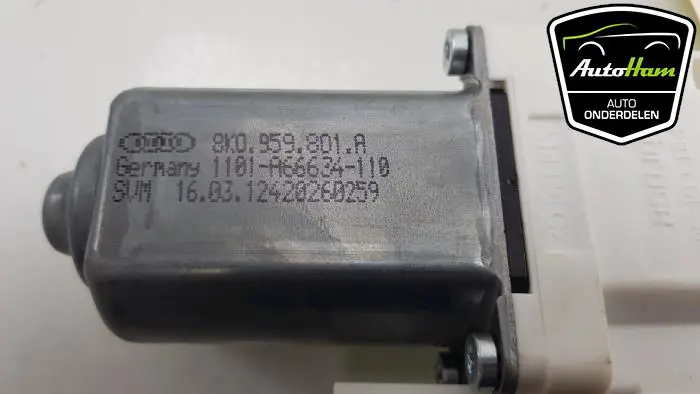 8K0.959.801.A
Germany 1101-A66634-110
SVM 16.03.12420260259
AutoHam
AUTO
ONDERDELEN